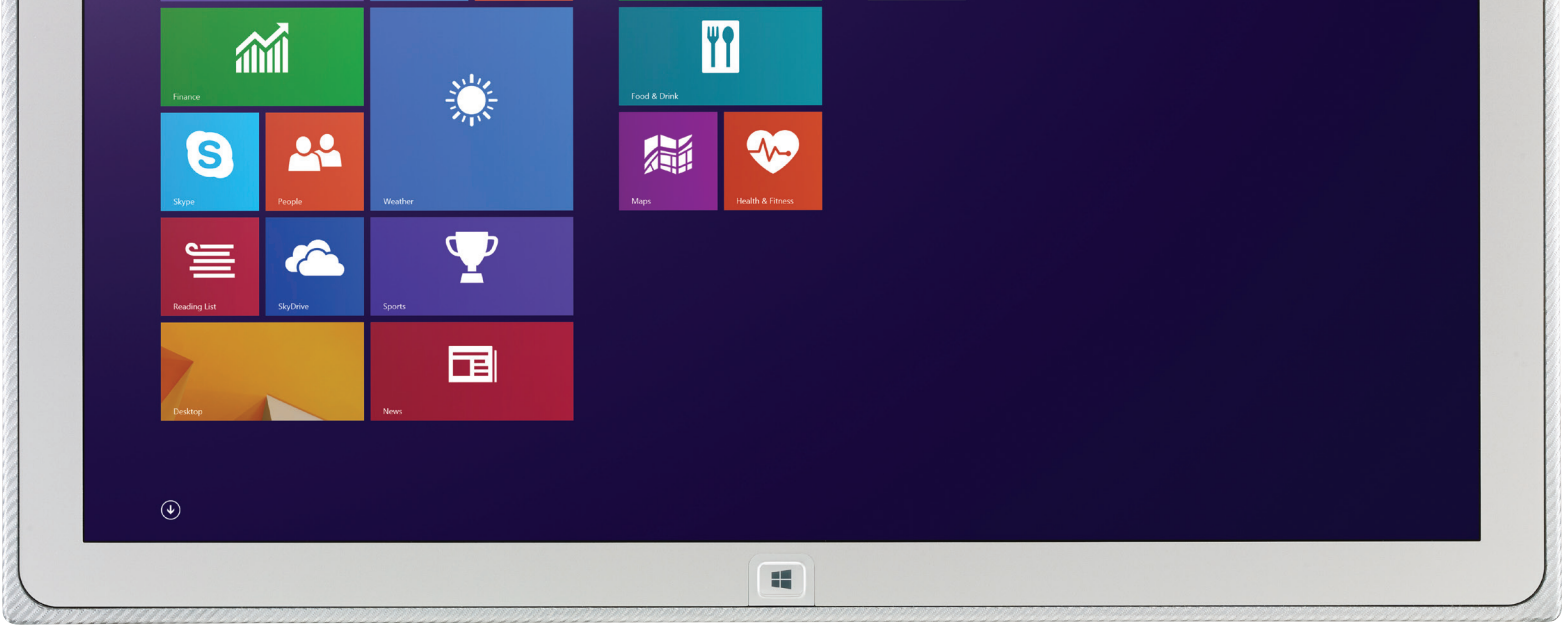 Finance
Food & Drink
Skype
People
Weather
Maps
Health & Fitness
Reading List
SkyDrive
Sports
Desktop
News